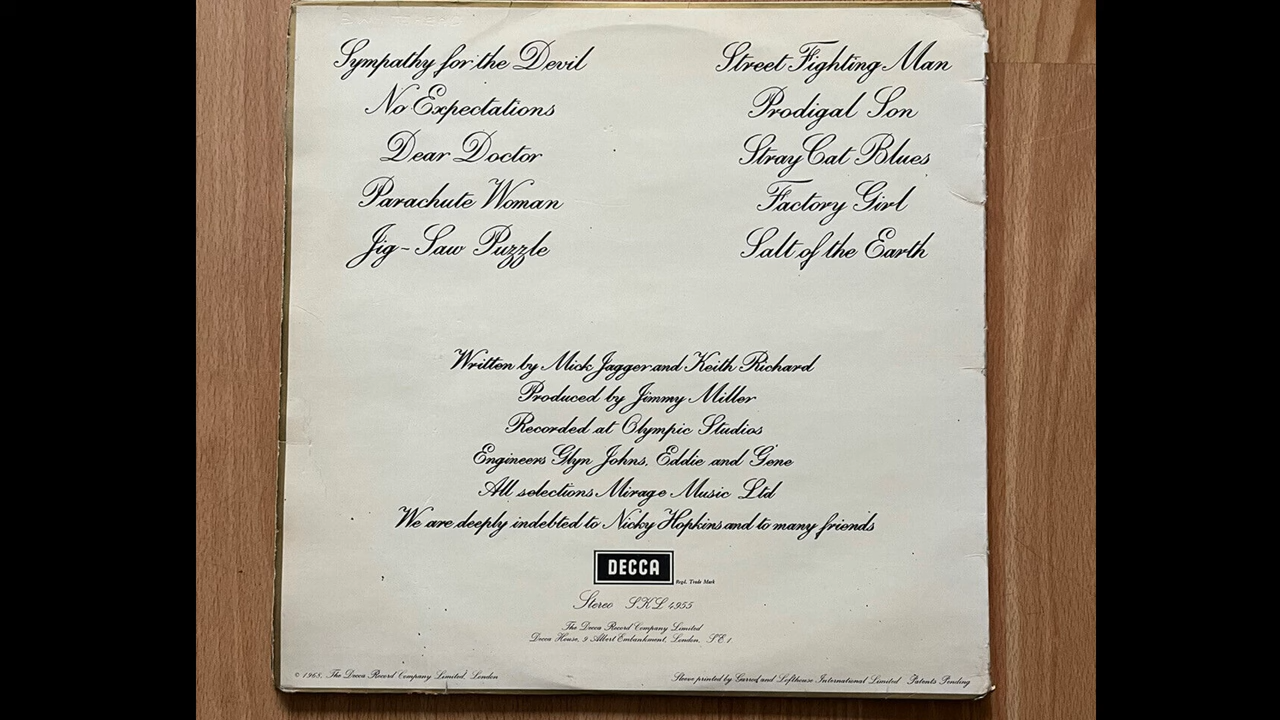 Sympathy for the Devil
No Expectations
Dear Doctor
Parachute Woman
Jig-Saw Puzzle
Street Fighting Man
Prodigal Son
Stray Cat Blues
Factory Girl
Salt of the Earth
Written by Mick Jagger and Keith Richard
Produced by Jimmy Miller
Recorded at Olympic Studios
Engineers Glyn Johns, Eddie and Gene
All selections Mirage Music Ltd
We are deeply indebted to Nicky Hopkins and to many friends
DECCA
Regd. Trade Mark
Stereo SKL 4955
The Decca Record Company Limited
Decca House, 9 Albert Embankment, London, S E 1
© 1968, The Decca Record Company Limited, London
Sleeve printed by Garrod and Lofthouse International Limited Patents Pending